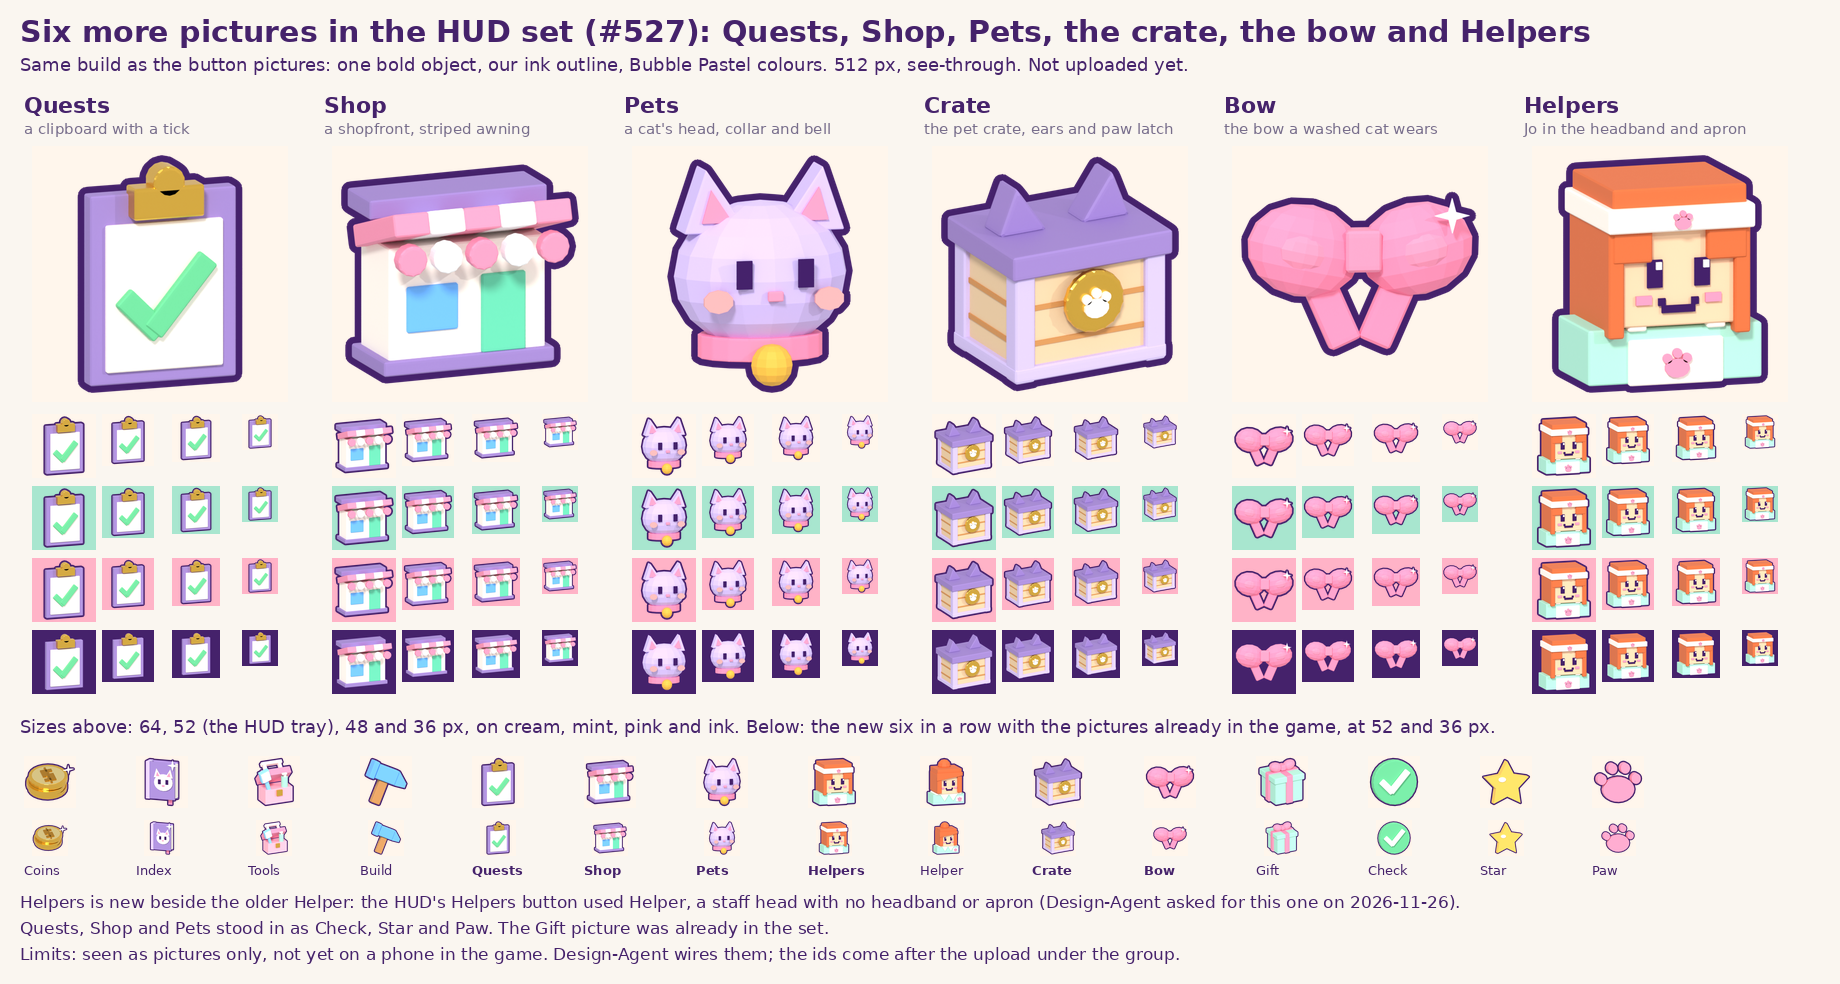 Six more pictures in the HUD set (#527): Quests, Shop, Pets, the crate, the bow and Helpers
Same build as the button pictures: one bold object, our ink outline, Bubble Pastel colours. 512 px, see-through. Not uploaded yet.
Quests
a clipboard with a tick
Shop
a shopfront, striped awning
Pets
a cat's head, collar and bell
Crate
the pet crate, ears and paw latch
Bow
the bow a washed cat wears
Helpers
Jo in the headband and apron
Sizes above: 64, 52 (the HUD tray), 48 and 36 px, on cream, mint, pink and ink. Below: the new six in a row with the pictures already in the game, at 52 and 36 px.
Coins
Index
Tools
Build
Quests
Shop
Pets
Helpers
Helper
Crate
Bow
Gift
Check
Star
Paw
Helpers is new beside the older Helper: the HUD's Helpers button used Helper, a staff head with no headband or apron (Design-Agent asked for this one on 2026-11-26).
Quests, Shop and Pets stood in as Check, Star and Paw. The Gift picture was already in the set.
Limits: seen as pictures only, not yet on a phone in the game. Design-Agent wires them; the ids come after the upload under the group.